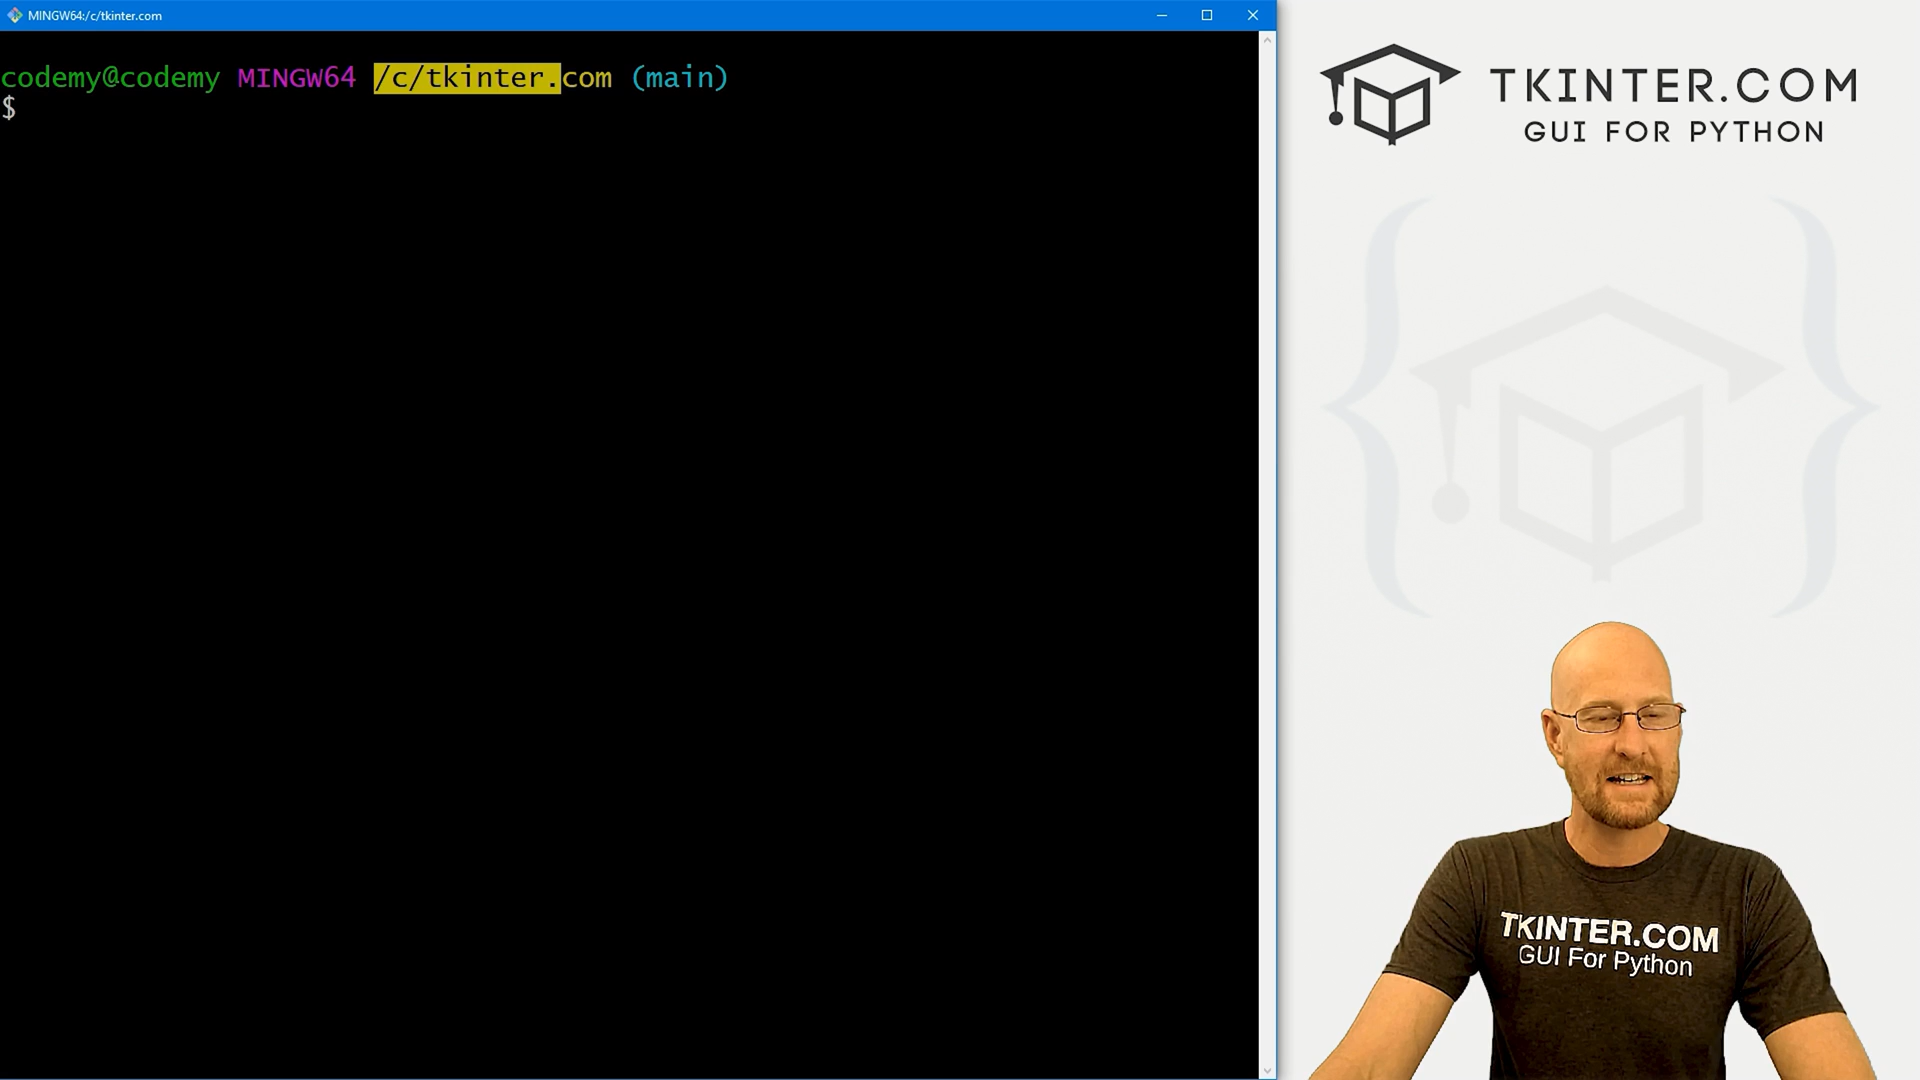 MINGW64:/c/tkinter.com
codemy@codemy MINGW64 /c/tkinter.com (main)
$
TKINTER.COM
GUI FOR PYTHON
TKINTER.COM
GUI For Python